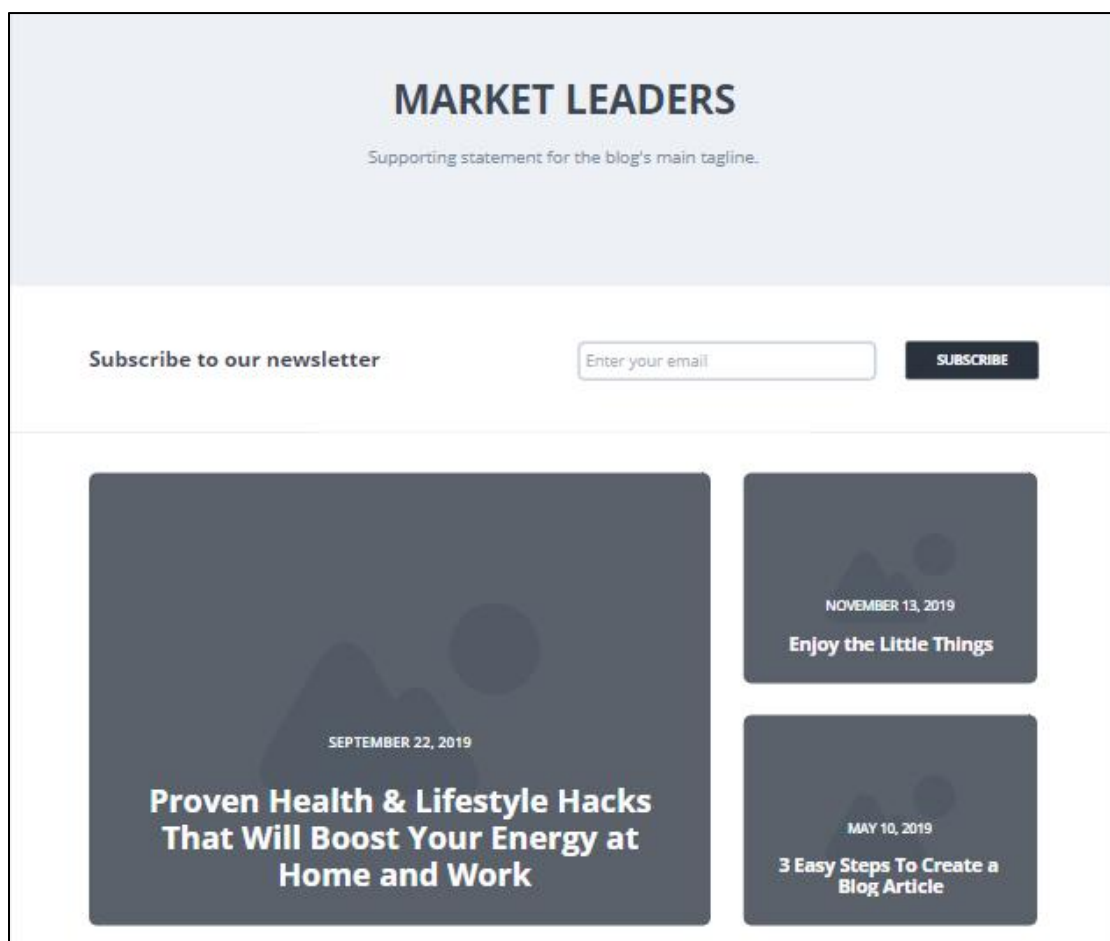 MARKET LEADERS
Supporting statement for the blog's main tagline.
Subscribe to our newsletter
Enter your email
SUBSCRIBE
SEPTEMBER 22, 2019
Proven Health & Lifestyle Hacks
That Will Boost Your Energy at
Home and Work
NOVEMBER 13, 2019
Enjoy the Little Things
MAY 10, 2019
3 Easy Steps To Create a
Blog Article